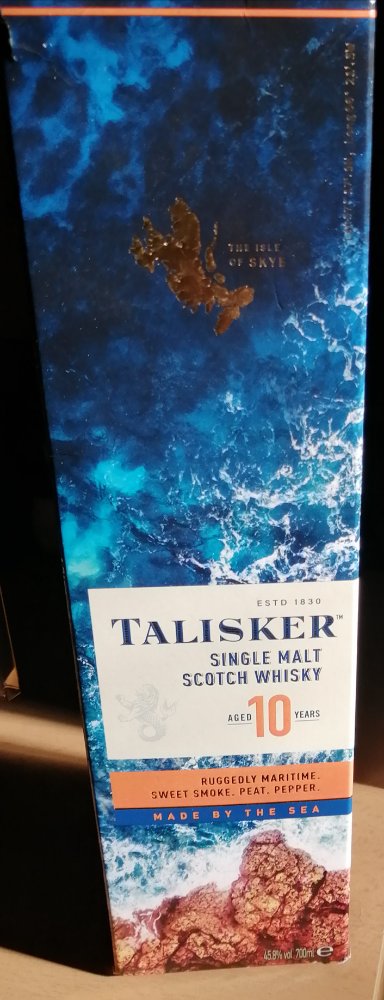 THE ISLE
OF SKYE
ESTD 1830
TALISKER™
SINGLE MALT
SCOTCH WHISKY
AGED 10 YEARS
RUGGEDLY MARITIME.
SWEET SMOKE. PEAT. PEPPER.
MADE BY THE SEA
45.8% vol 700ml ℮